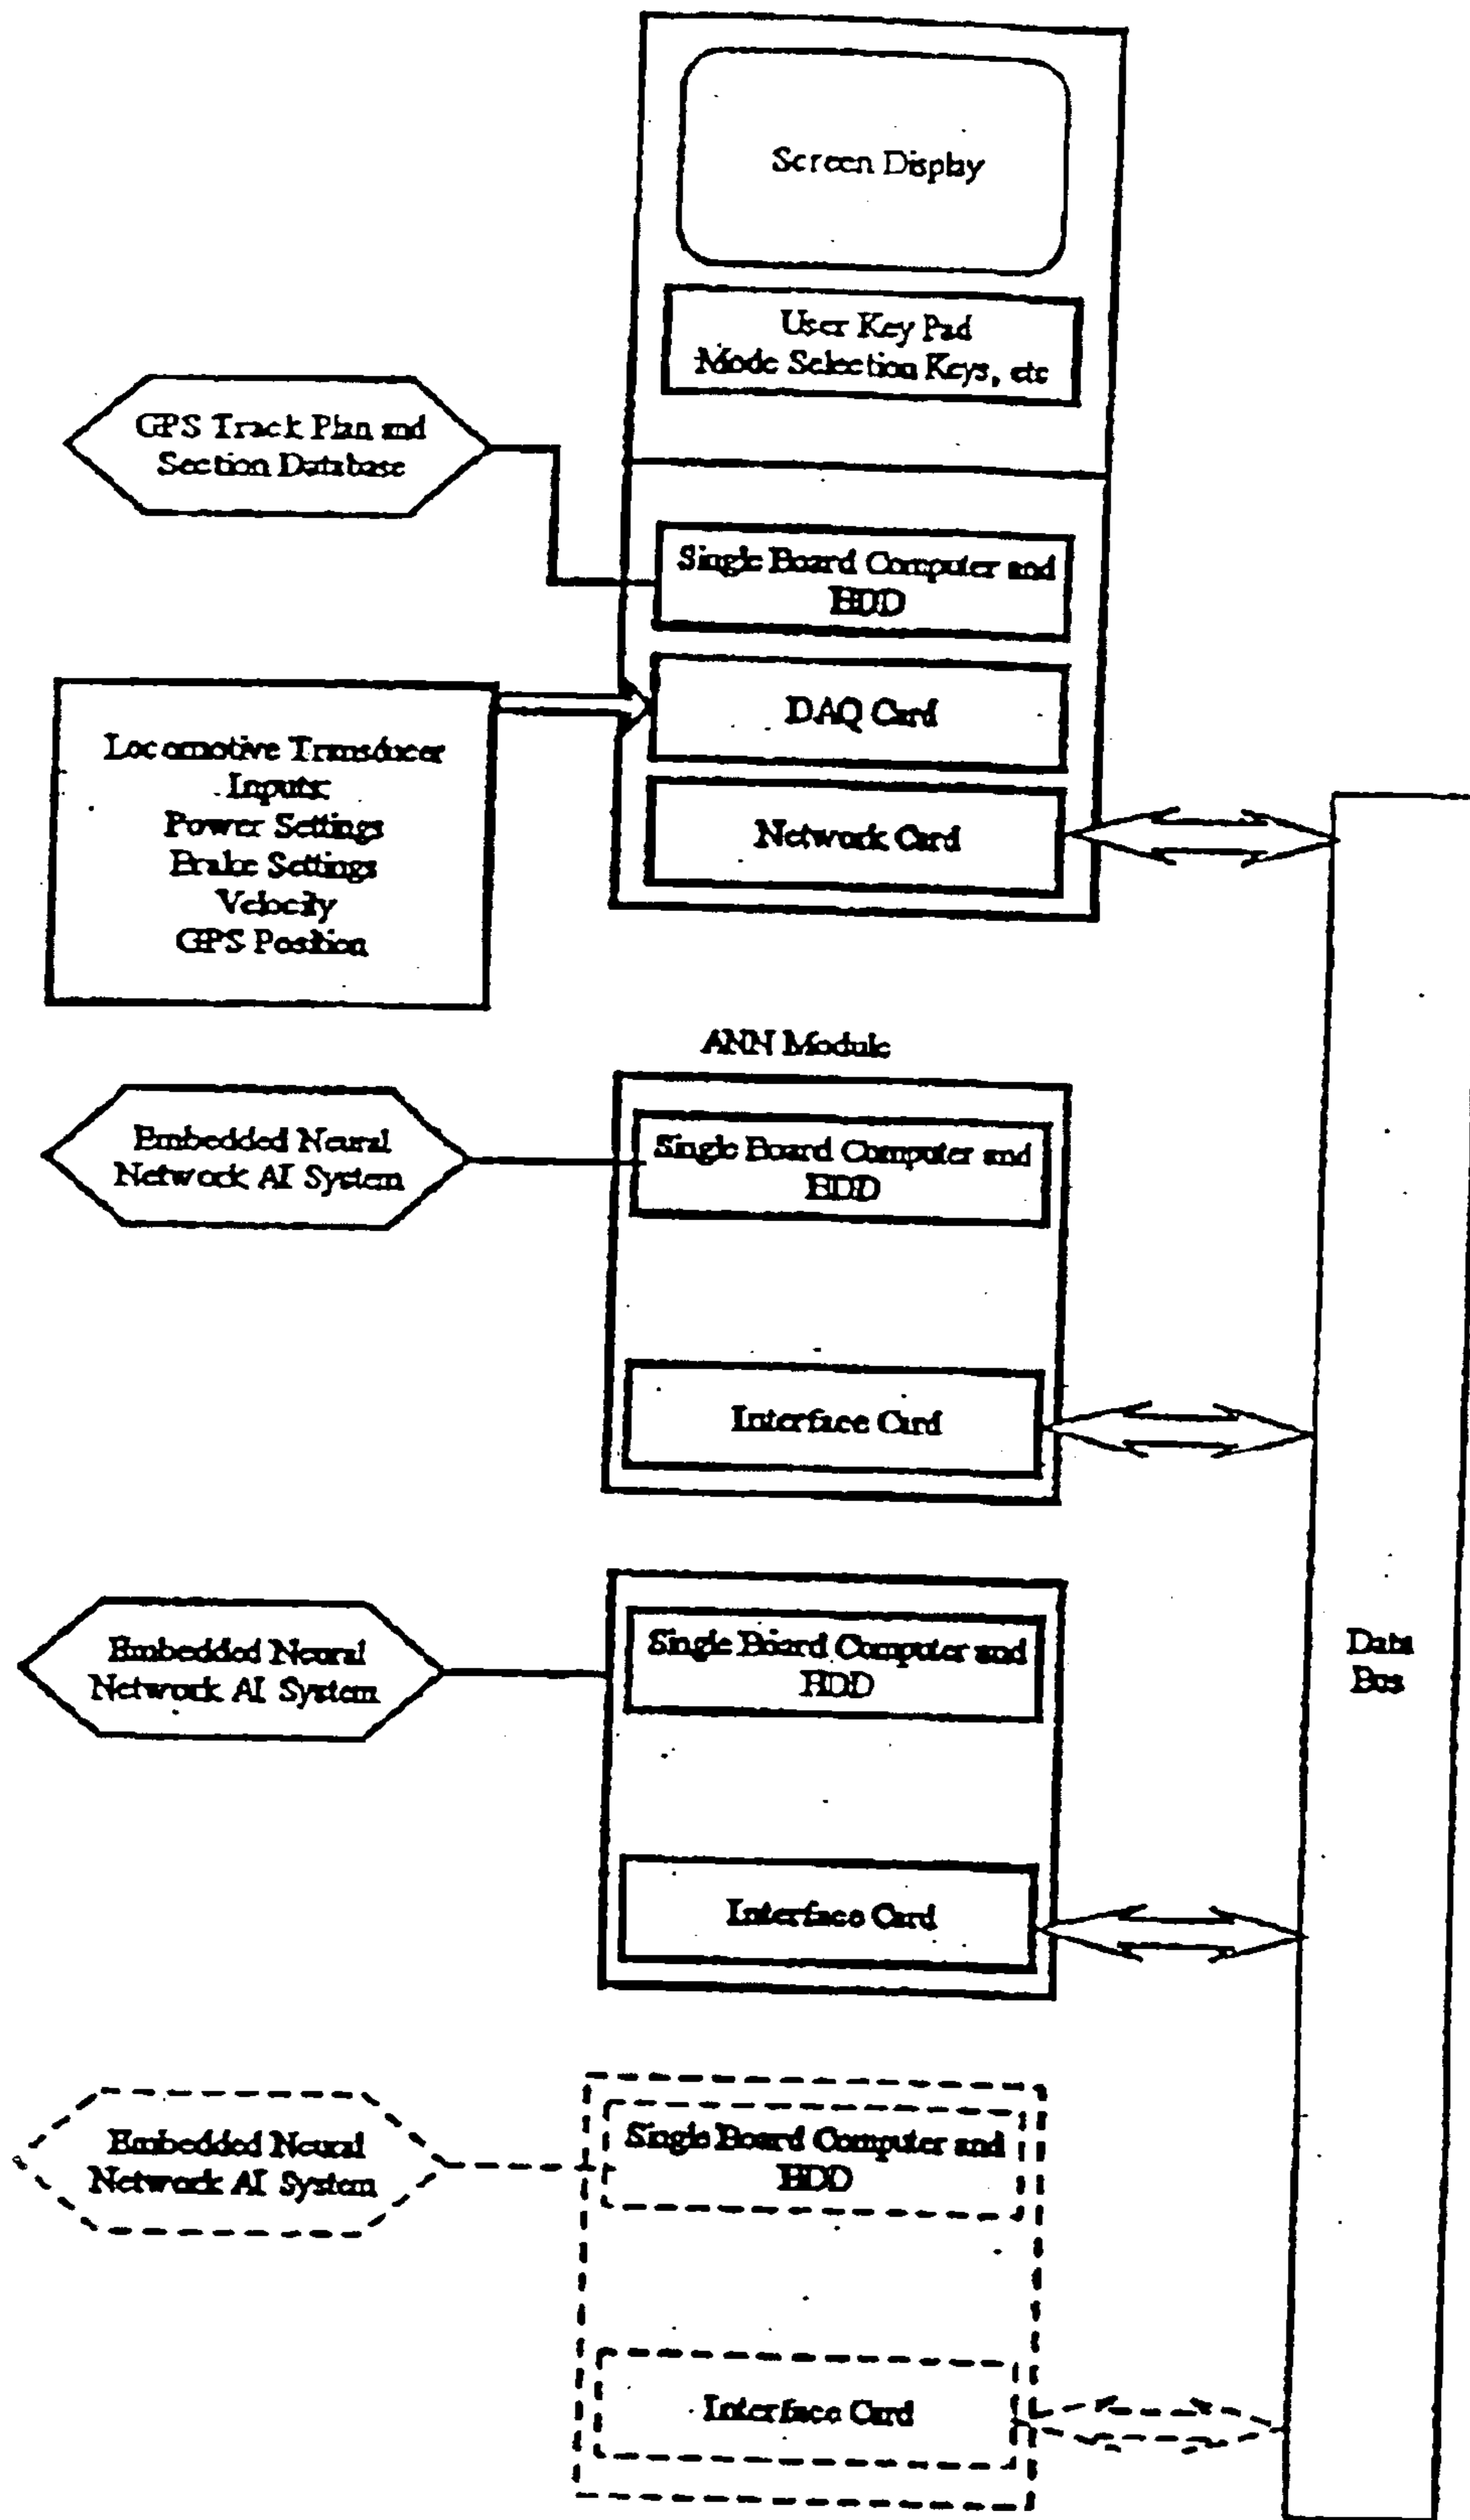 Screen Display
User Key Pad
Mode Selection Keys, etc
GPS Track Plan and
Section Database
Single Board Computer and
HDD
DAQ Card
Locomotive Transducer
Inputs:
Power Settings
Brake Settings
Velocity
GPS Position
Network Card
ANN Module
Embedded Neural
Network AI System
Single Board Computer and
HDD
Interface Card
Embedded Neural
Network AI System
Single Board Computer and
HDD
Data
Bus
Interface Card
Embedded Neural
Network AI System
Single Board Computer and
HDD
Interface Card